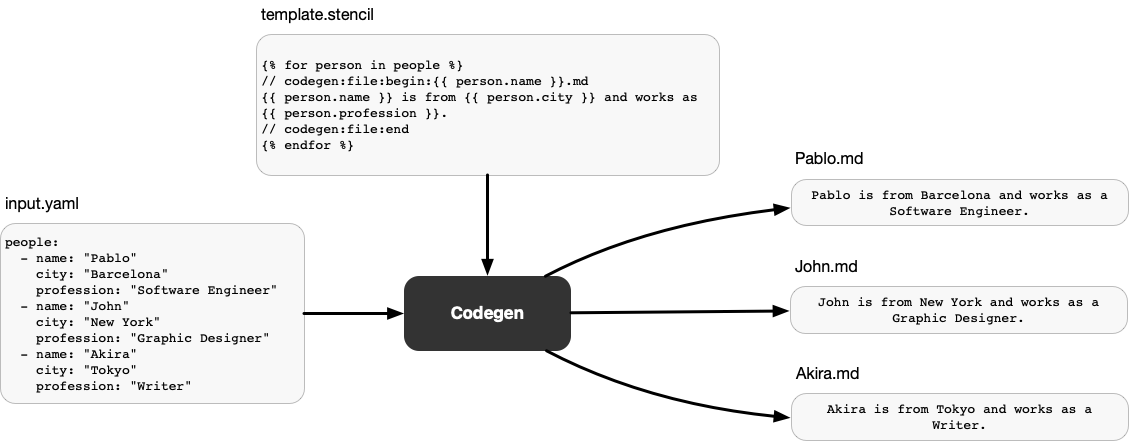 template.stencil
{% for person in people %}
// codegen:file:begin:{{ person.name }}.md
{{ person.name }} is from {{ person.city }} and works as
{{ person.profession }}.
// codegen:file:end
{% endfor %}
input.yaml
people:
  - name: "Pablo"
    city: "Barcelona"
    profession: "Software Engineer"
  - name: "John"
    city: "New York"
    profession: "Graphic Designer"
  - name: "Akira"
    city: "Tokyo"
    profession: "Writer"
Codegen
Pablo.md
Pablo is from Barcelona and works as a
Software Engineer.
John.md
John is from New York and works as a
Graphic Designer.
Akira.md
Akira is from Tokyo and works as a
Writer.